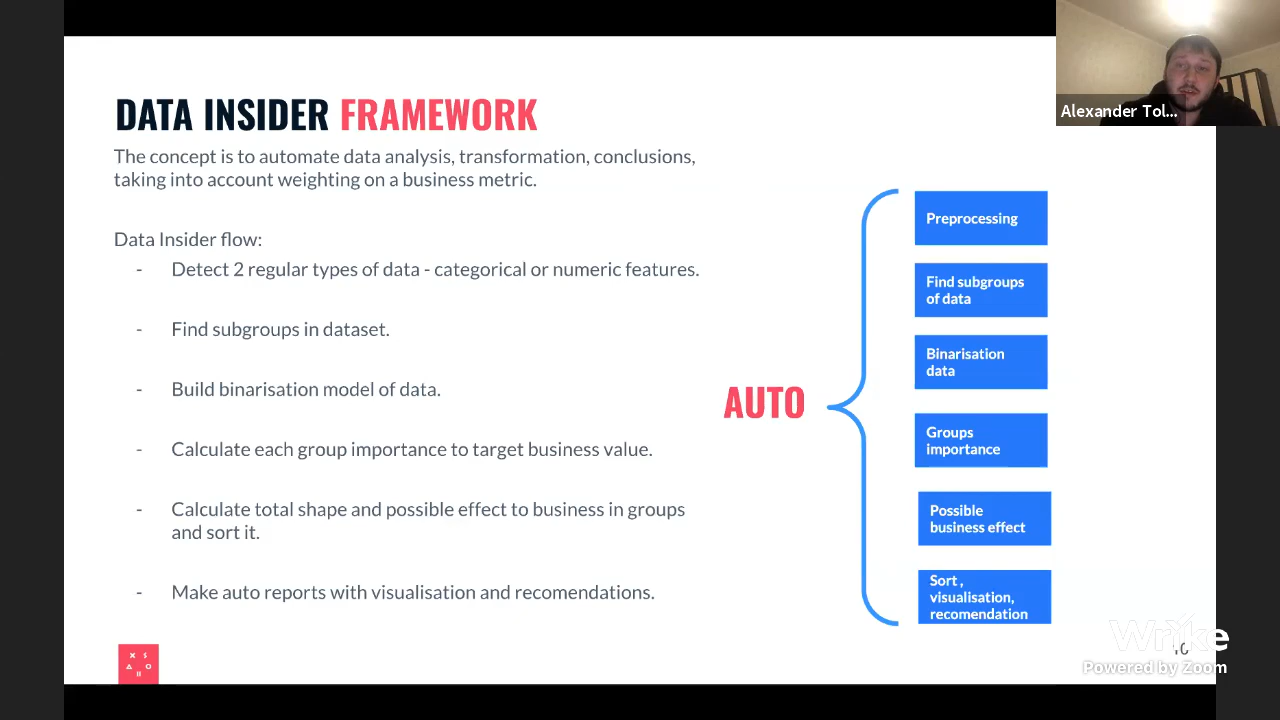 DATA INSIDER FRAMEWORK
The concept is to automate data analysis, transformation, conclusions,
taking into account weighting on a business metric.
Data Insider flow:
- Detect 2 regular types of data - categorical or numeric features.
- Find subgroups in dataset.
- Build binarisation model of data.
- Calculate each group importance to target business value.
- Calculate total shape and possible effect to business in groups
and sort it.
- Make auto reports with visualisation and recomendations.
AUTO
Preprocessing
Find subgroups
of data
Binarisation
data
Groups
importance
Possible
business effect
Sort ,
visualisation,
recomendation
Alexander Tol...
Wrike
Powered by Zoom